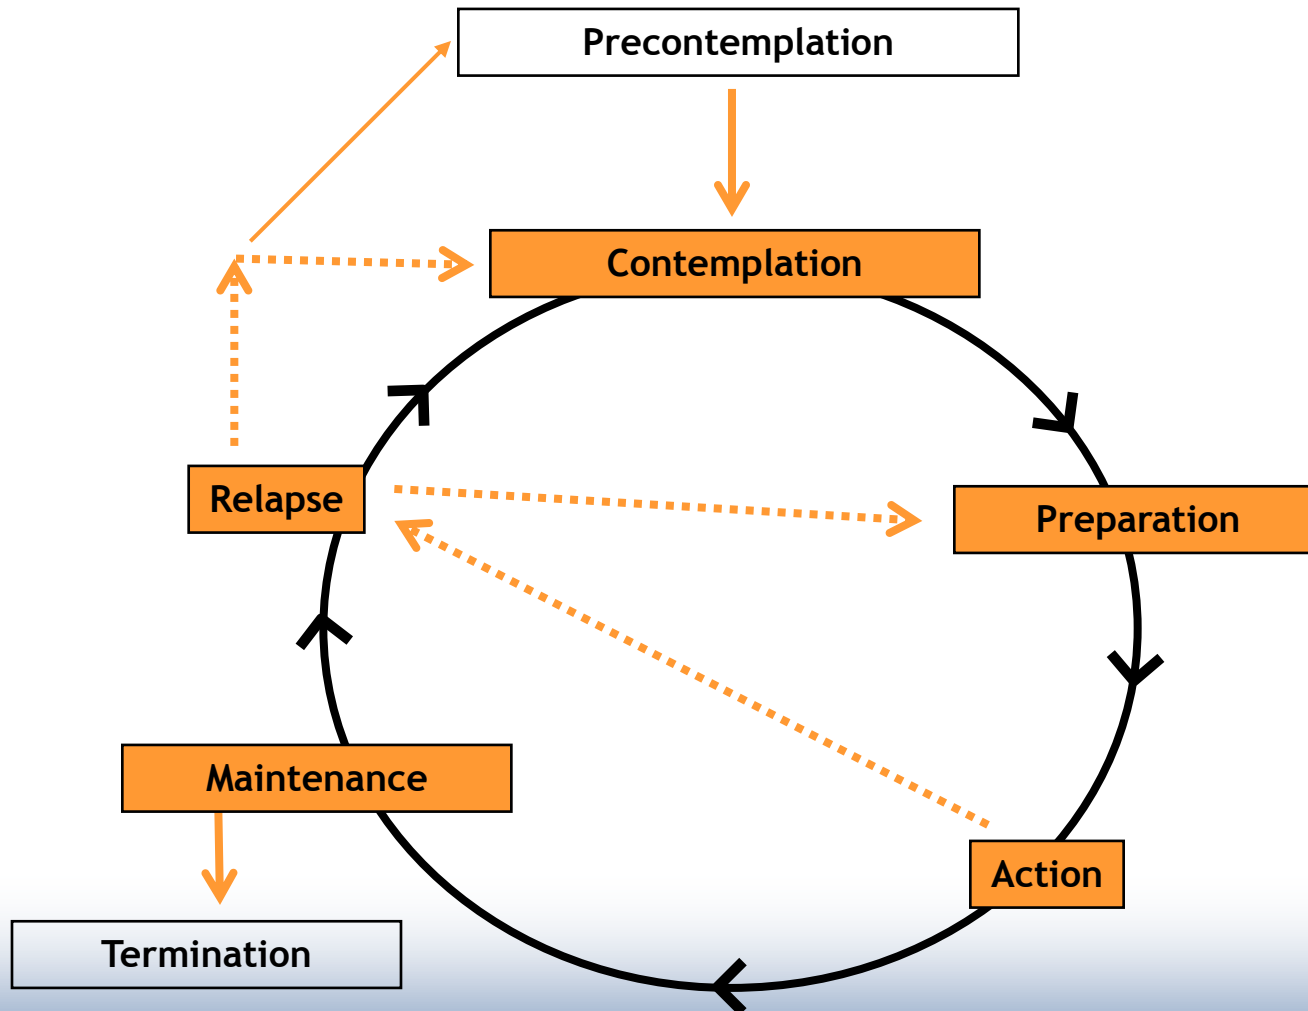 Precontemplation
Contemplation
Relapse
Preparation
Maintenance
Action
Termination